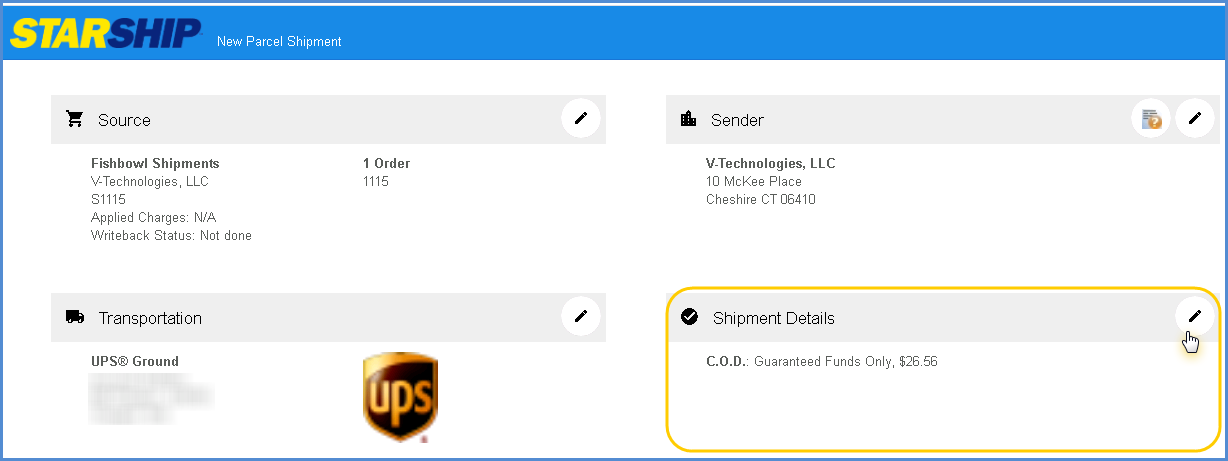 STARSHIP New Parcel Shipment
Source
Fishbowl Shipments
V-Technologies, LLC
S1115
Applied Charges: N/A
Writeback Status: Not done
1 Order
1115
Sender
V-Technologies, LLC
10 McKee Place
Cheshire CT 06410
Transportation
UPS® Ground
ups
Shipment Details
C.O.D.: Guaranteed Funds Only, $26.56